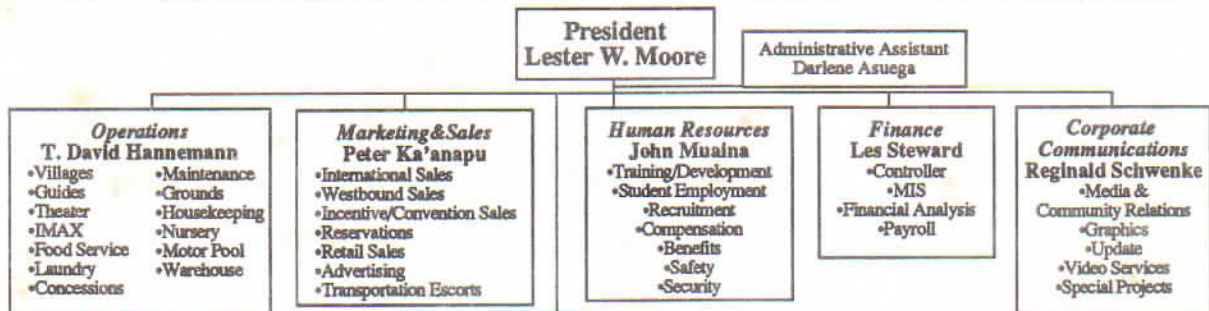 President
Lester W. Moore
Administrative Assistant
Darlene Asuega
Operations
T. David Hannemann
•Villages
•Guides
•Theater
•IMAX
•Food Service
•Laundry
•Concessions
•Maintenance
•Grounds
•Housekeeping
•Nursery
•Motor Pool
•Warehouse
Marketing&Sales
Peter Ka'anapu
•International Sales
•Westbound Sales
•Incentive/Convention Sales
•Reservations
•Retail Sales
•Advertising
•Transportation Escorts
Human Resources
John Muaina
•Training/Development
•Student Employment
•Recruitment
•Compensation
•Benefits
•Safety
•Security
Finance
Les Steward
•Controller
•MIS
•Financial Analysis
•Payroll
Corporate
Communications
Reginald Schwenke
•Media &
Community Relations
•Graphics
•Update
•Video Services
•Special Projects